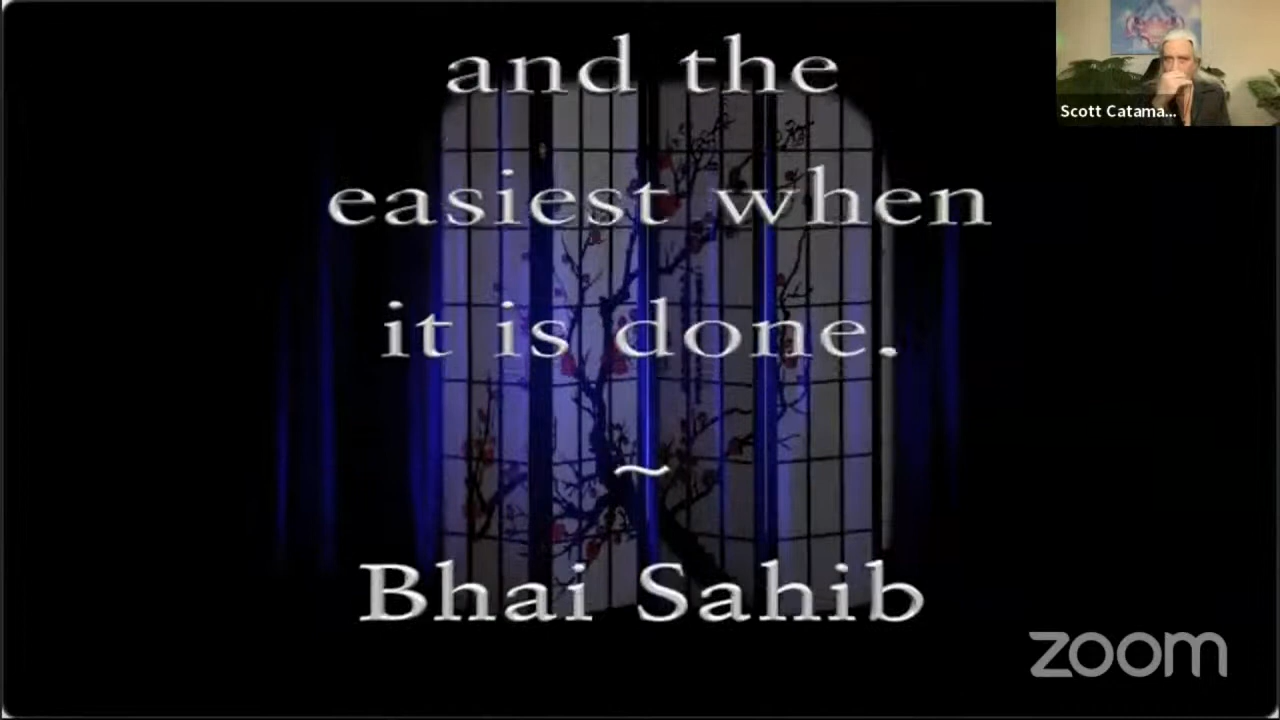 and the
Scott Catama...
easiest when
it is done.
~
Bhai Sahib
zoom